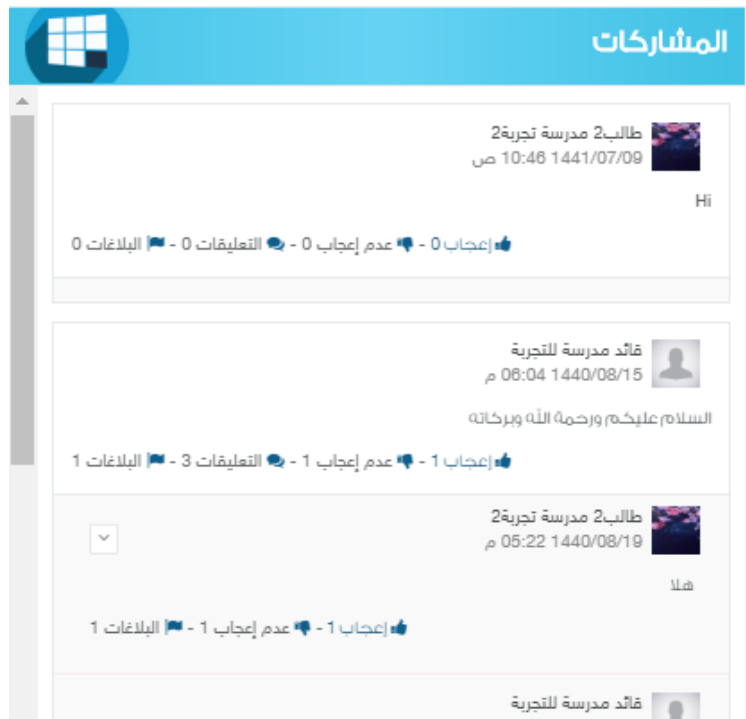 المشاركات
طالب2 مدرسة تجربة2
1441/07/09 10:46 ص
Hi
إعجاب 0 - عدم إعجاب 0 - التعليقات 0 - البلاغات 0
قائد مدرسة للتجربة
1440/08/15 06:04 م
السلام عليكم ورحمة الله وبركاته
إعجاب 1 - عدم إعجاب 1 - التعليقات 3 - البلاغات 1
طالب2 مدرسة تجربة2
1440/08/19 05:22 م
هلا
إعجاب 1 - عدم إعجاب 1 - البلاغات 1
قائد مدرسة للتجربة